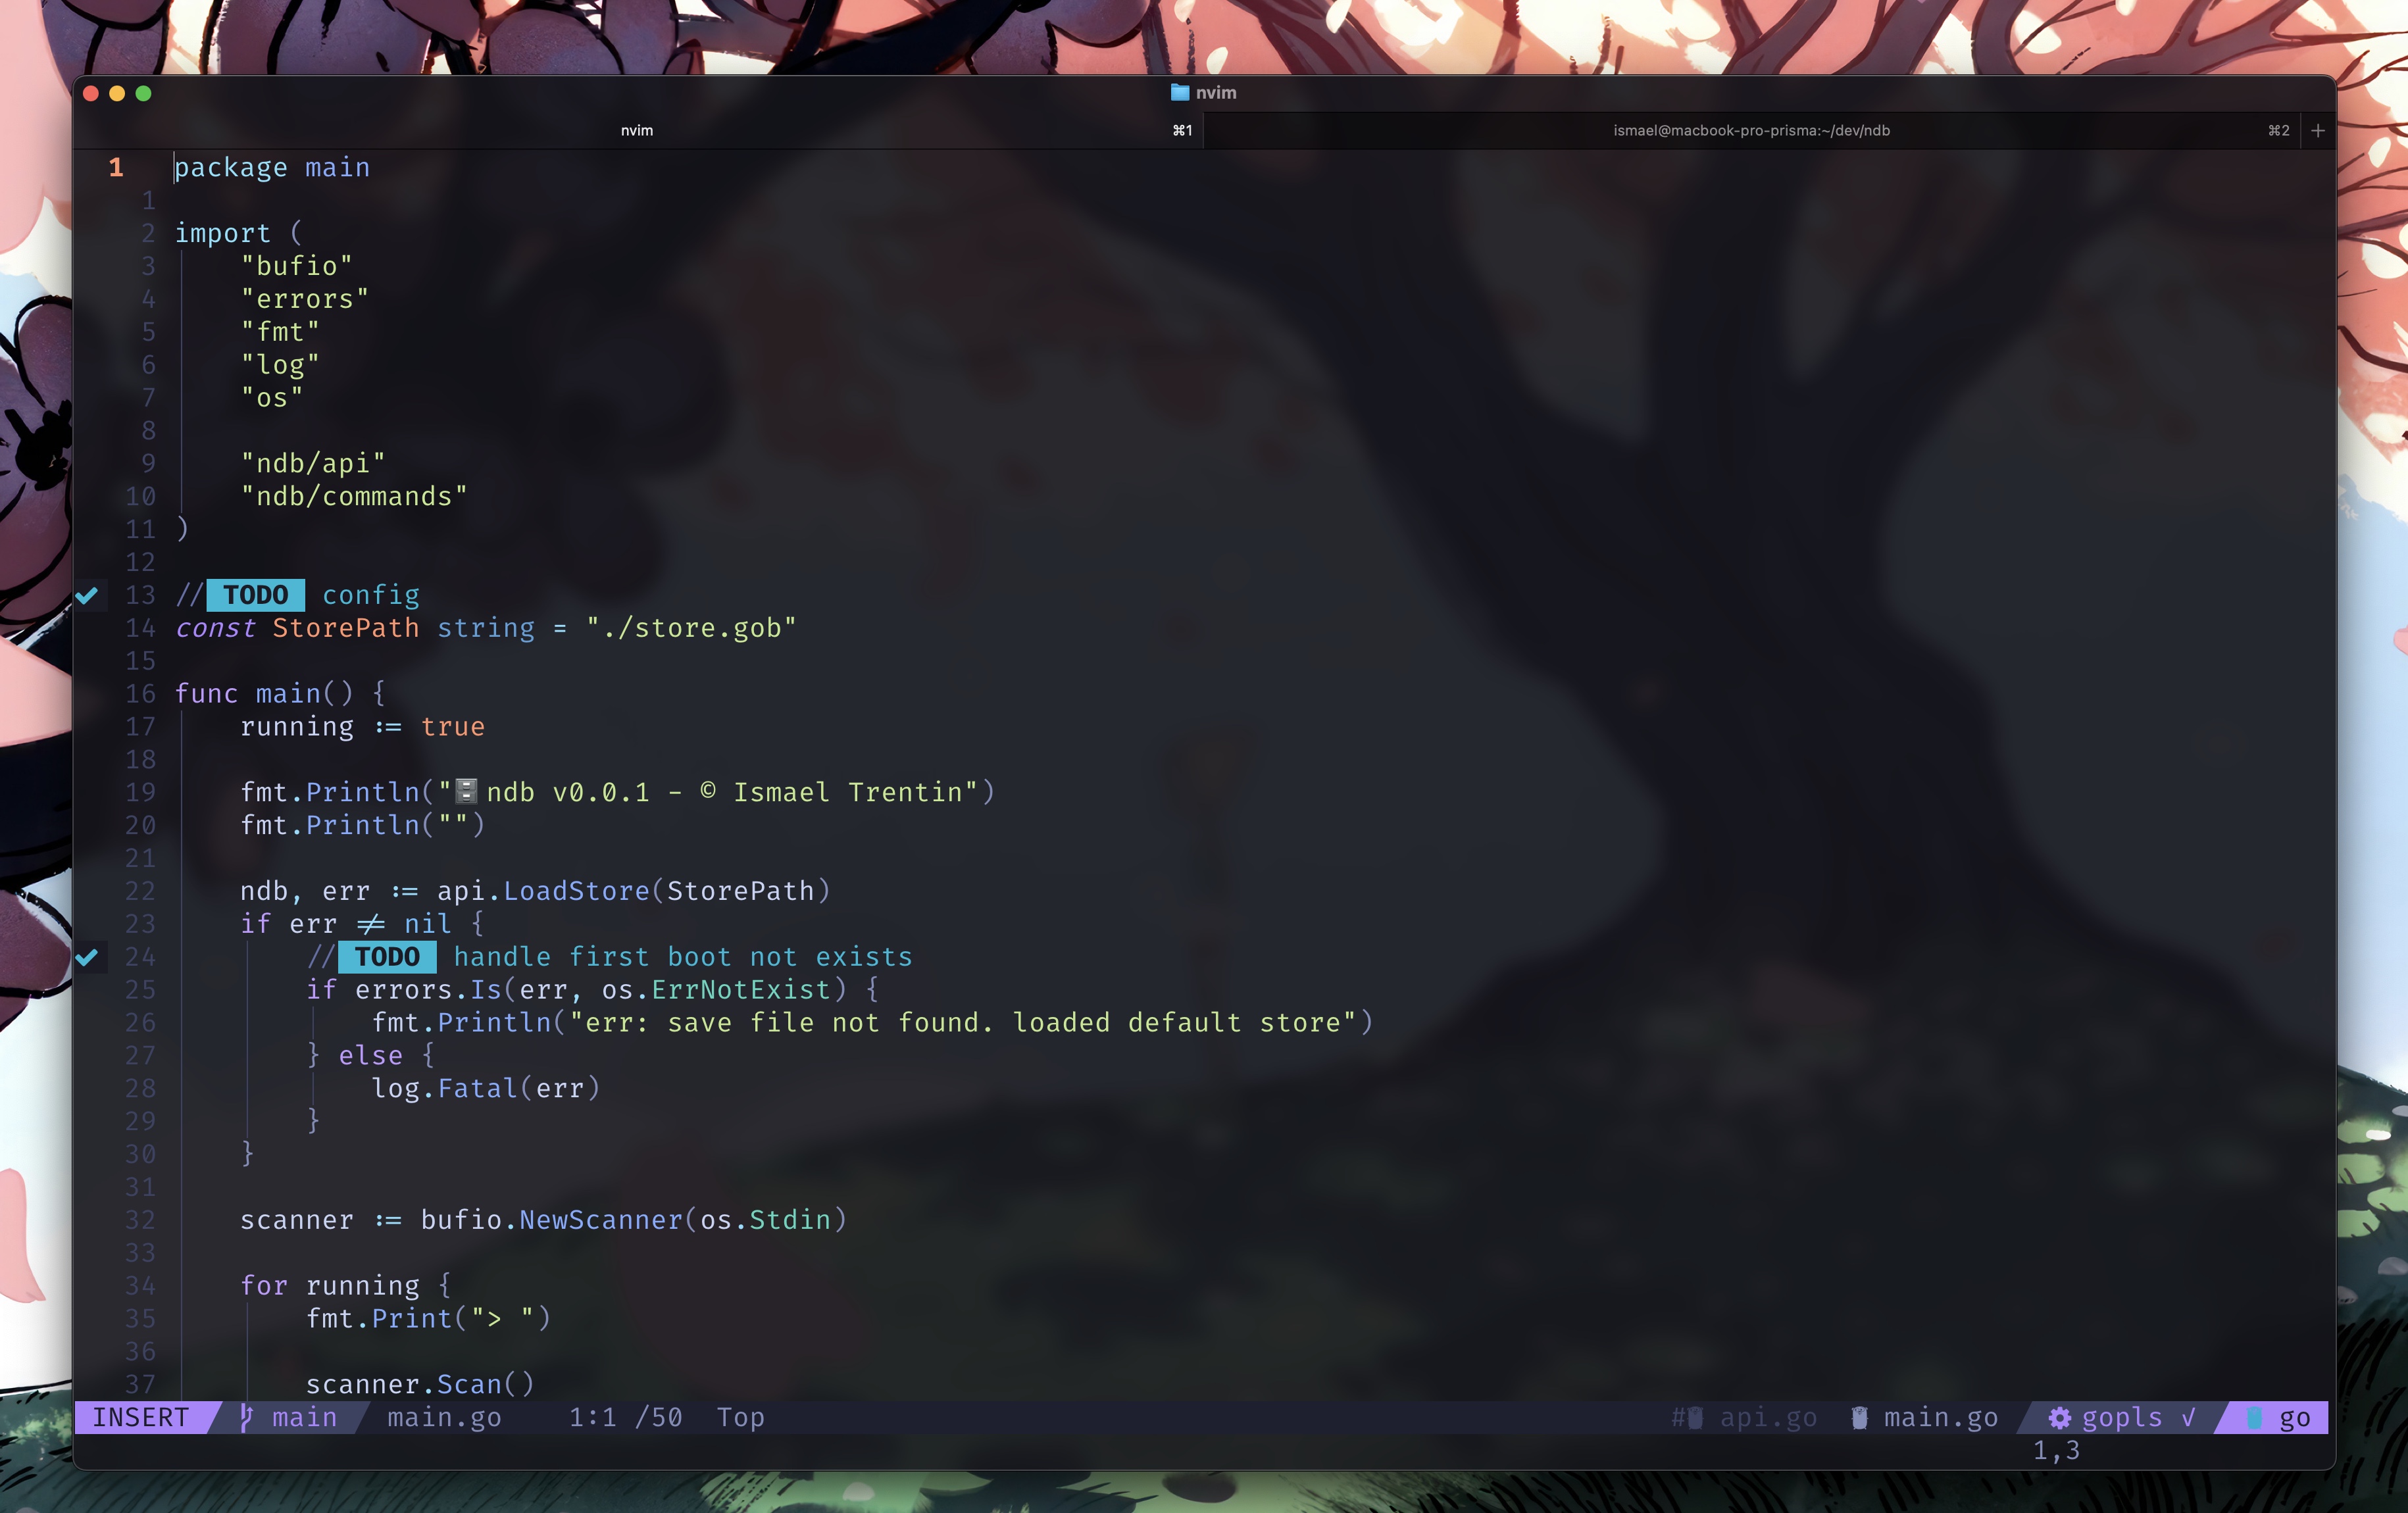 nvim
nvim ⌘1 ismael@macbook-pro-prisma:~/dev/ndb ⌘2 +
1 package main
1
2 import (
3     "bufio"
4     "errors"
5     "fmt"
6     "log"
7     "os"
8
9     "ndb/api"
10     "ndb/commands"
11 )
12
13 // TODO config
14 const StorePath string = "./store.gob"
15
16 func main() {
17     running := true
18
19     fmt.Println("🗄️ndb v0.0.1 - © Ismael Trentin")
20     fmt.Println("")
21
22     ndb, err := api.LoadStore(StorePath)
23     if err != nil {
24         // TODO handle first boot not exists
25         if errors.Is(err, os.ErrNotExist) {
26             fmt.Println("err: save file not found. loaded default store")
27         } else {
28             log.Fatal(err)
29         }
30     }
31
32     scanner := bufio.NewScanner(os.Stdin)
33
34     for running {
35         fmt.Print("> ")
36
37         scanner.Scan()
INSERT main main.go 1:1 /50 Top # api.go main.go gopls √ go
1,3